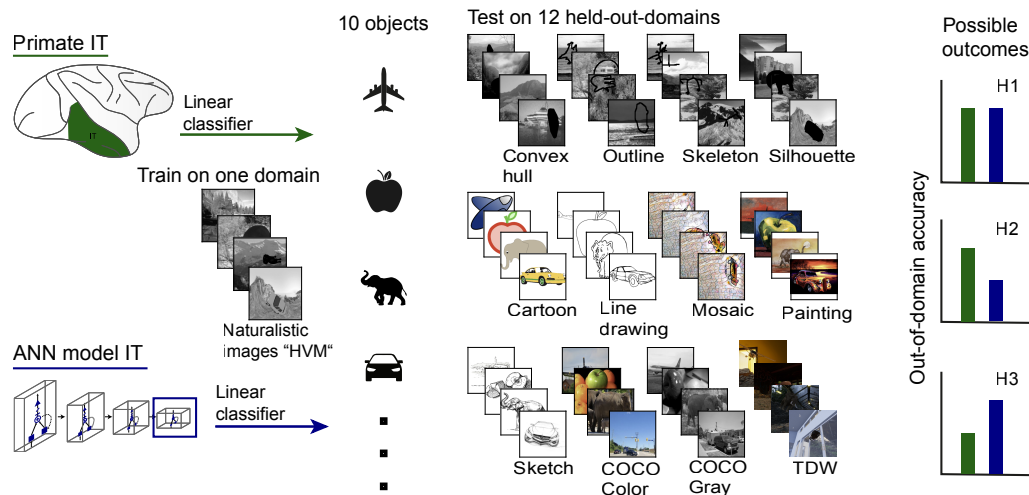 Primate IT
IT
Linear
classifier
Train on one domain
Naturalistic
images “HVM“
ANN model IT
Linear
classifier
10 objects
Test on 12 held-out-domains
Convex
hull
Outline
Skeleton
Silhouette
Cartoon
Line
drawing
Mosaic
Painting
Sketch
COCO
Color
COCO
Gray
TDW
Possible
outcomes
Out-of-domain accuracy
H1
H2
H3